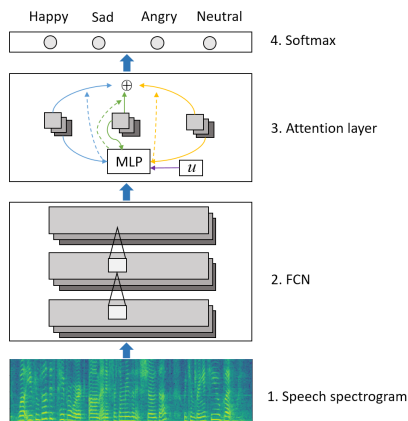 Happy Sad Angry Neutral
4. Softmax
⊕
3. Attention layer
MLP
u
2. FCN
1. Speech spectrogram